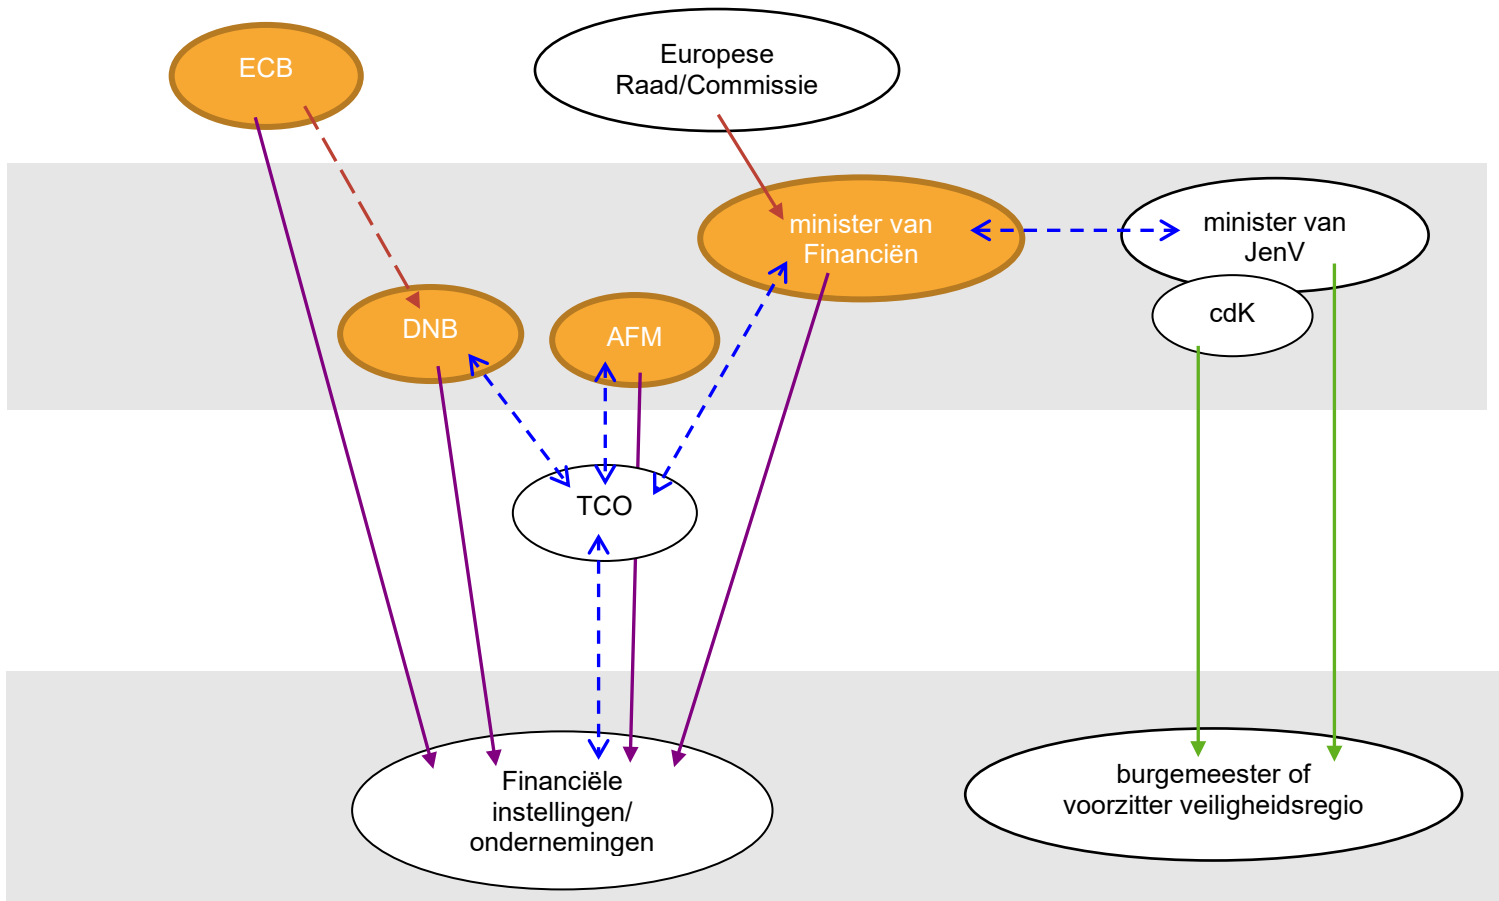 ECB
Europese
Raad/Commissie
minister van
Financiën
minister van
JenV
cdK
DNB
AFM
TCO
Financiële
instellingen/
ondernemingen
burgemeester of
voorzitter veiligheidsregio